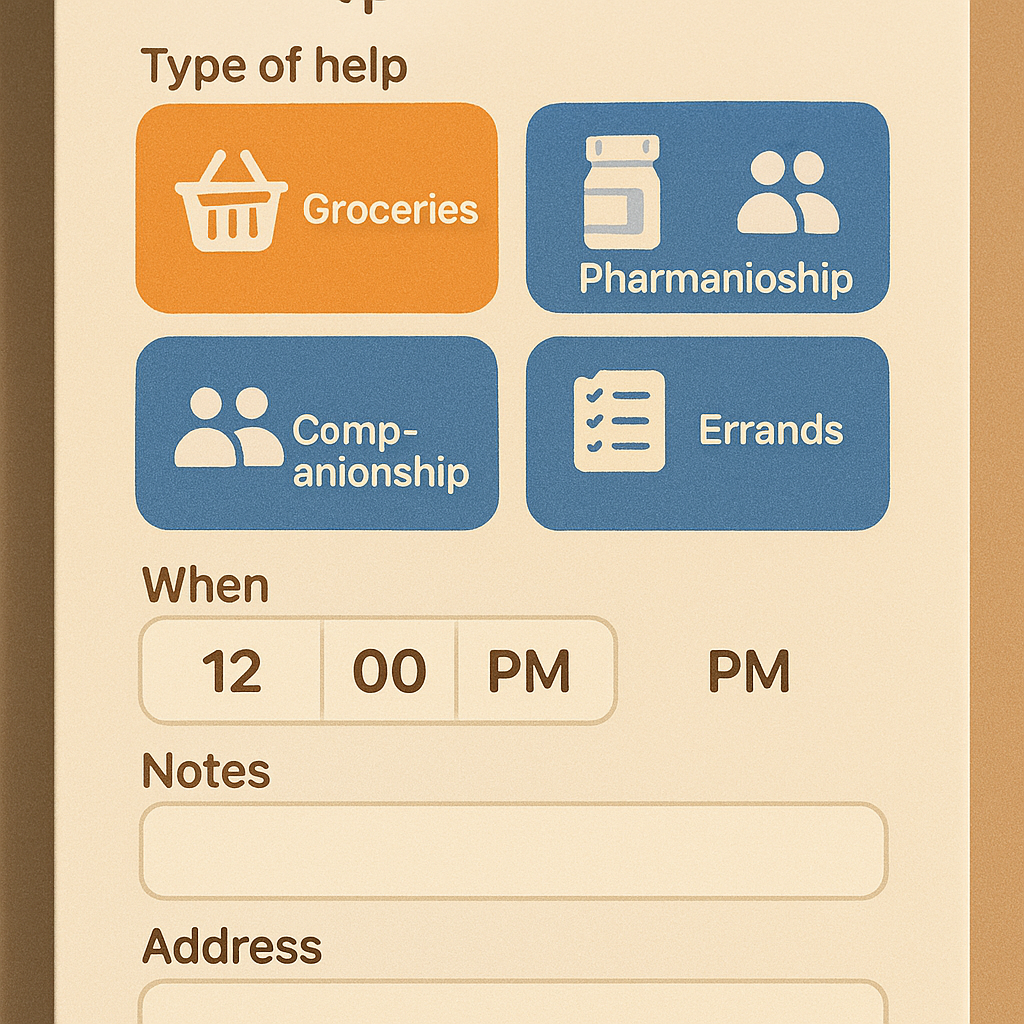 Type of help
Groceries
Pharmanioship
Comp-
anionship
Errands
When
12 00 PM PM
Notes
Address